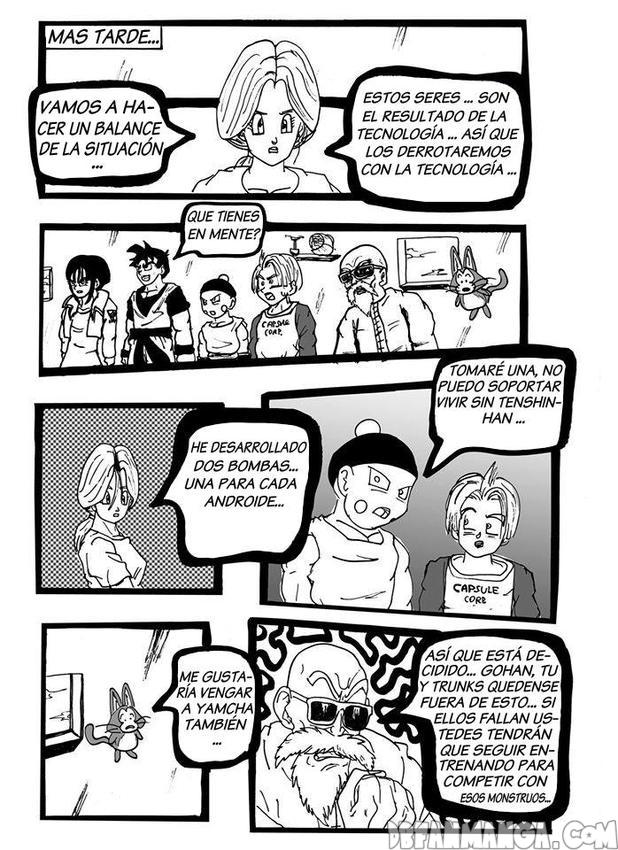 MAS TARDE...
VAMOS A HA-
CER UN BALANCE
DE LA SITUACIÓN
...
ESTOS SERES ... SON
EL RESULTADO DE LA
TECNOLOGÍA ... ASÍ QUE
LOS DERROTAREMOS
CON LA TECNOLOGÍA ...
QUE TIENES
EN MENTE?
CAPSULE
CORP.
HE DESARROLLADO
DOS BOMBAS...
UNA PARA CADA
ANDROIDE...
TOMARÉ UNA, NO
PUEDO SOPORTAR
VIVIR SIN TENSHIN-
HAN ...
CAPSULE
CORP
ME GUSTA-
RÍA VENGAR
A YAMCHA
TAMBIÉN
...
ASÍ QUE ESTÁ DE-
CIDIDO... GOHAN, TU
Y TRUNKS QUEDENSE
FUERA DE ESTO... SI
ELLOS FALLAN US-
TEDES TENDRÁN
QUE SEGUIR EN-
TRENANDO PARA
COMPETIR CON
ESOS MONSTRUOS...
DBFANMANGA.COM